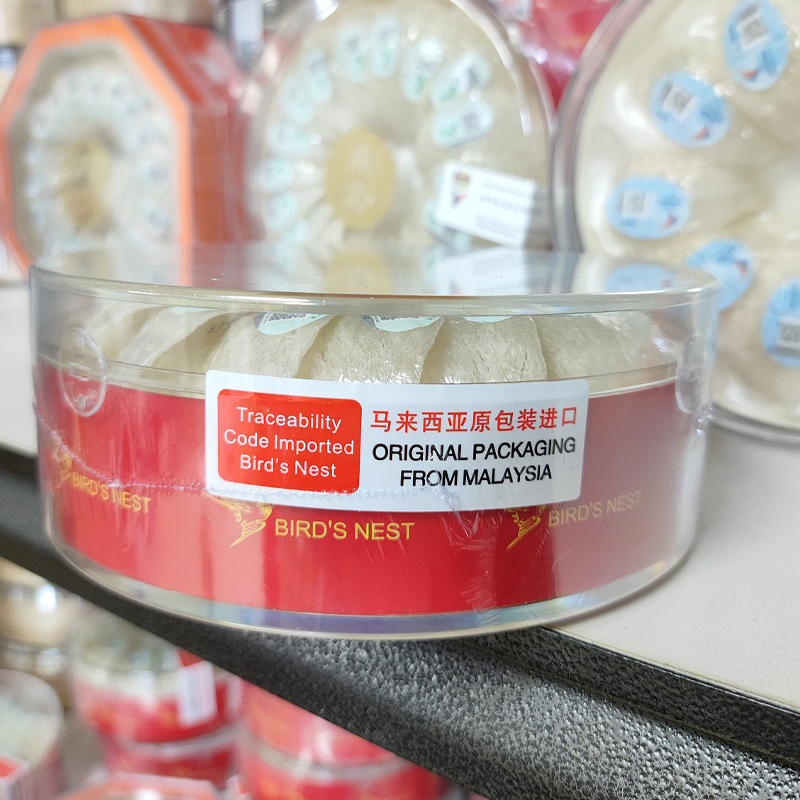 Traceability
Code Imported
Bird's Nest
马来西亚原包装进口
ORIGINAL PACKAGING
FROM MALAYSIA
BIRD'S NEST
BIRD'S NEST
BIRD'S NEST